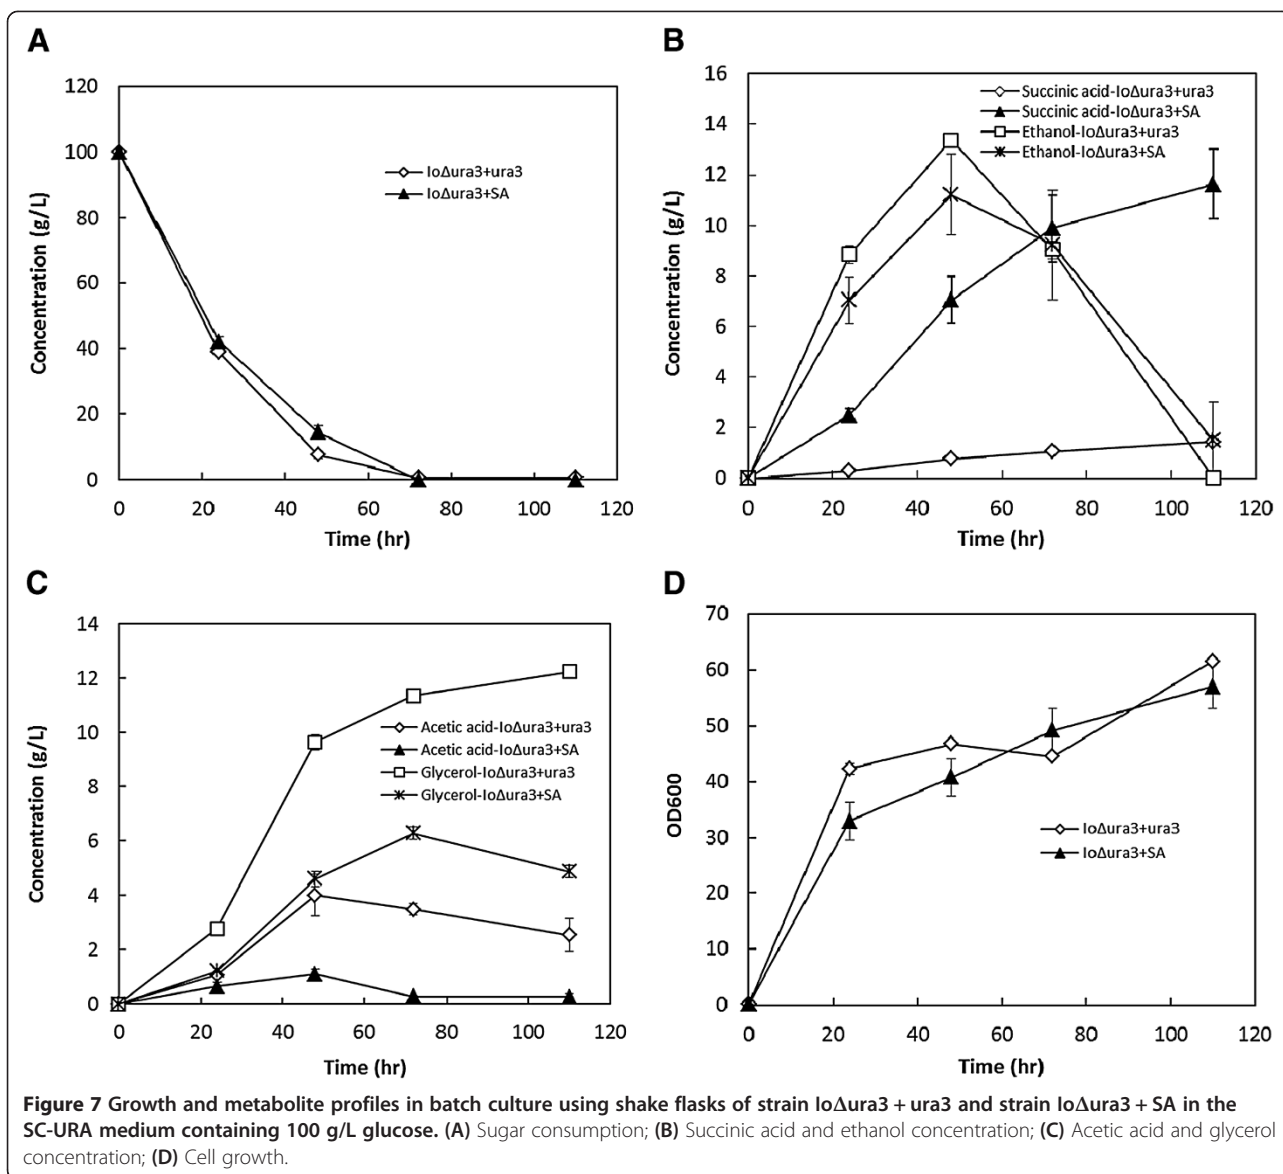 A
120
100
80
60
40
20
0
Concentration (g/L)
IoΔura3+ura3
IoΔura3+SA
0 20 40 60 80 100 120
Time (hr)
B
16
14
12
10
8
6
4
2
0
Concentration (g/L)
Succinic acid-IoΔura3+ura3
Succinic acid-IoΔura3+SA
Ethanol-IoΔura3+ura3
Ethanol-IoΔura3+SA
0 20 40 60 80 100 120
Time (hr)
C
14
12
10
8
6
4
2
0
Concentration (g/L)
Acetic acid-IoΔura3+ura3
Acetic acid-IoΔura3+SA
Glycerol-IoΔura3+ura3
Glycerol-IoΔura3+SA
0 20 40 60 80 100 120
Time (hr)
D
70
60
50
40
30
20
10
0
OD600
IoΔura3+ura3
IoΔura3+SA
0 20 40 60 80 100 120
Time (hr)
Figure 7 Growth and metabolite profiles in batch culture using shake flasks of strain IoΔura3 + ura3 and strain IoΔura3 + SA in the
SC-URA medium containing 100 g/L glucose. (A) Sugar consumption; (B) Succinic acid and ethanol concentration; (C) Acetic acid and glycerol
concentration; (D) Cell growth.